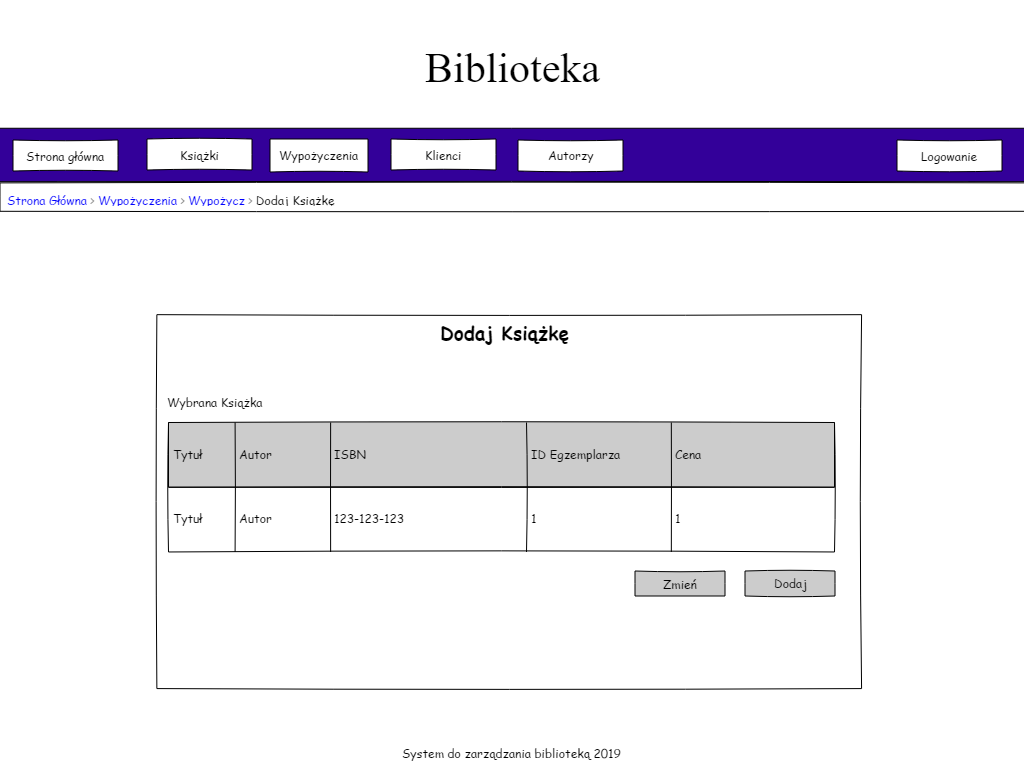 Biblioteka
Strona główna Książki Wypożyczenia Klienci Autorzy Logowanie
Strona Główna > Wypożyczenia > Wypożycz > Dodaj Książkę
Dodaj Książkę
Wybrana Książka
Tytuł Autor ISBN ID Egzemplarza Cena
Tytuł Autor 123-123-123 1 1
Zmień Dodaj
System do zarządzania biblioteką 2019